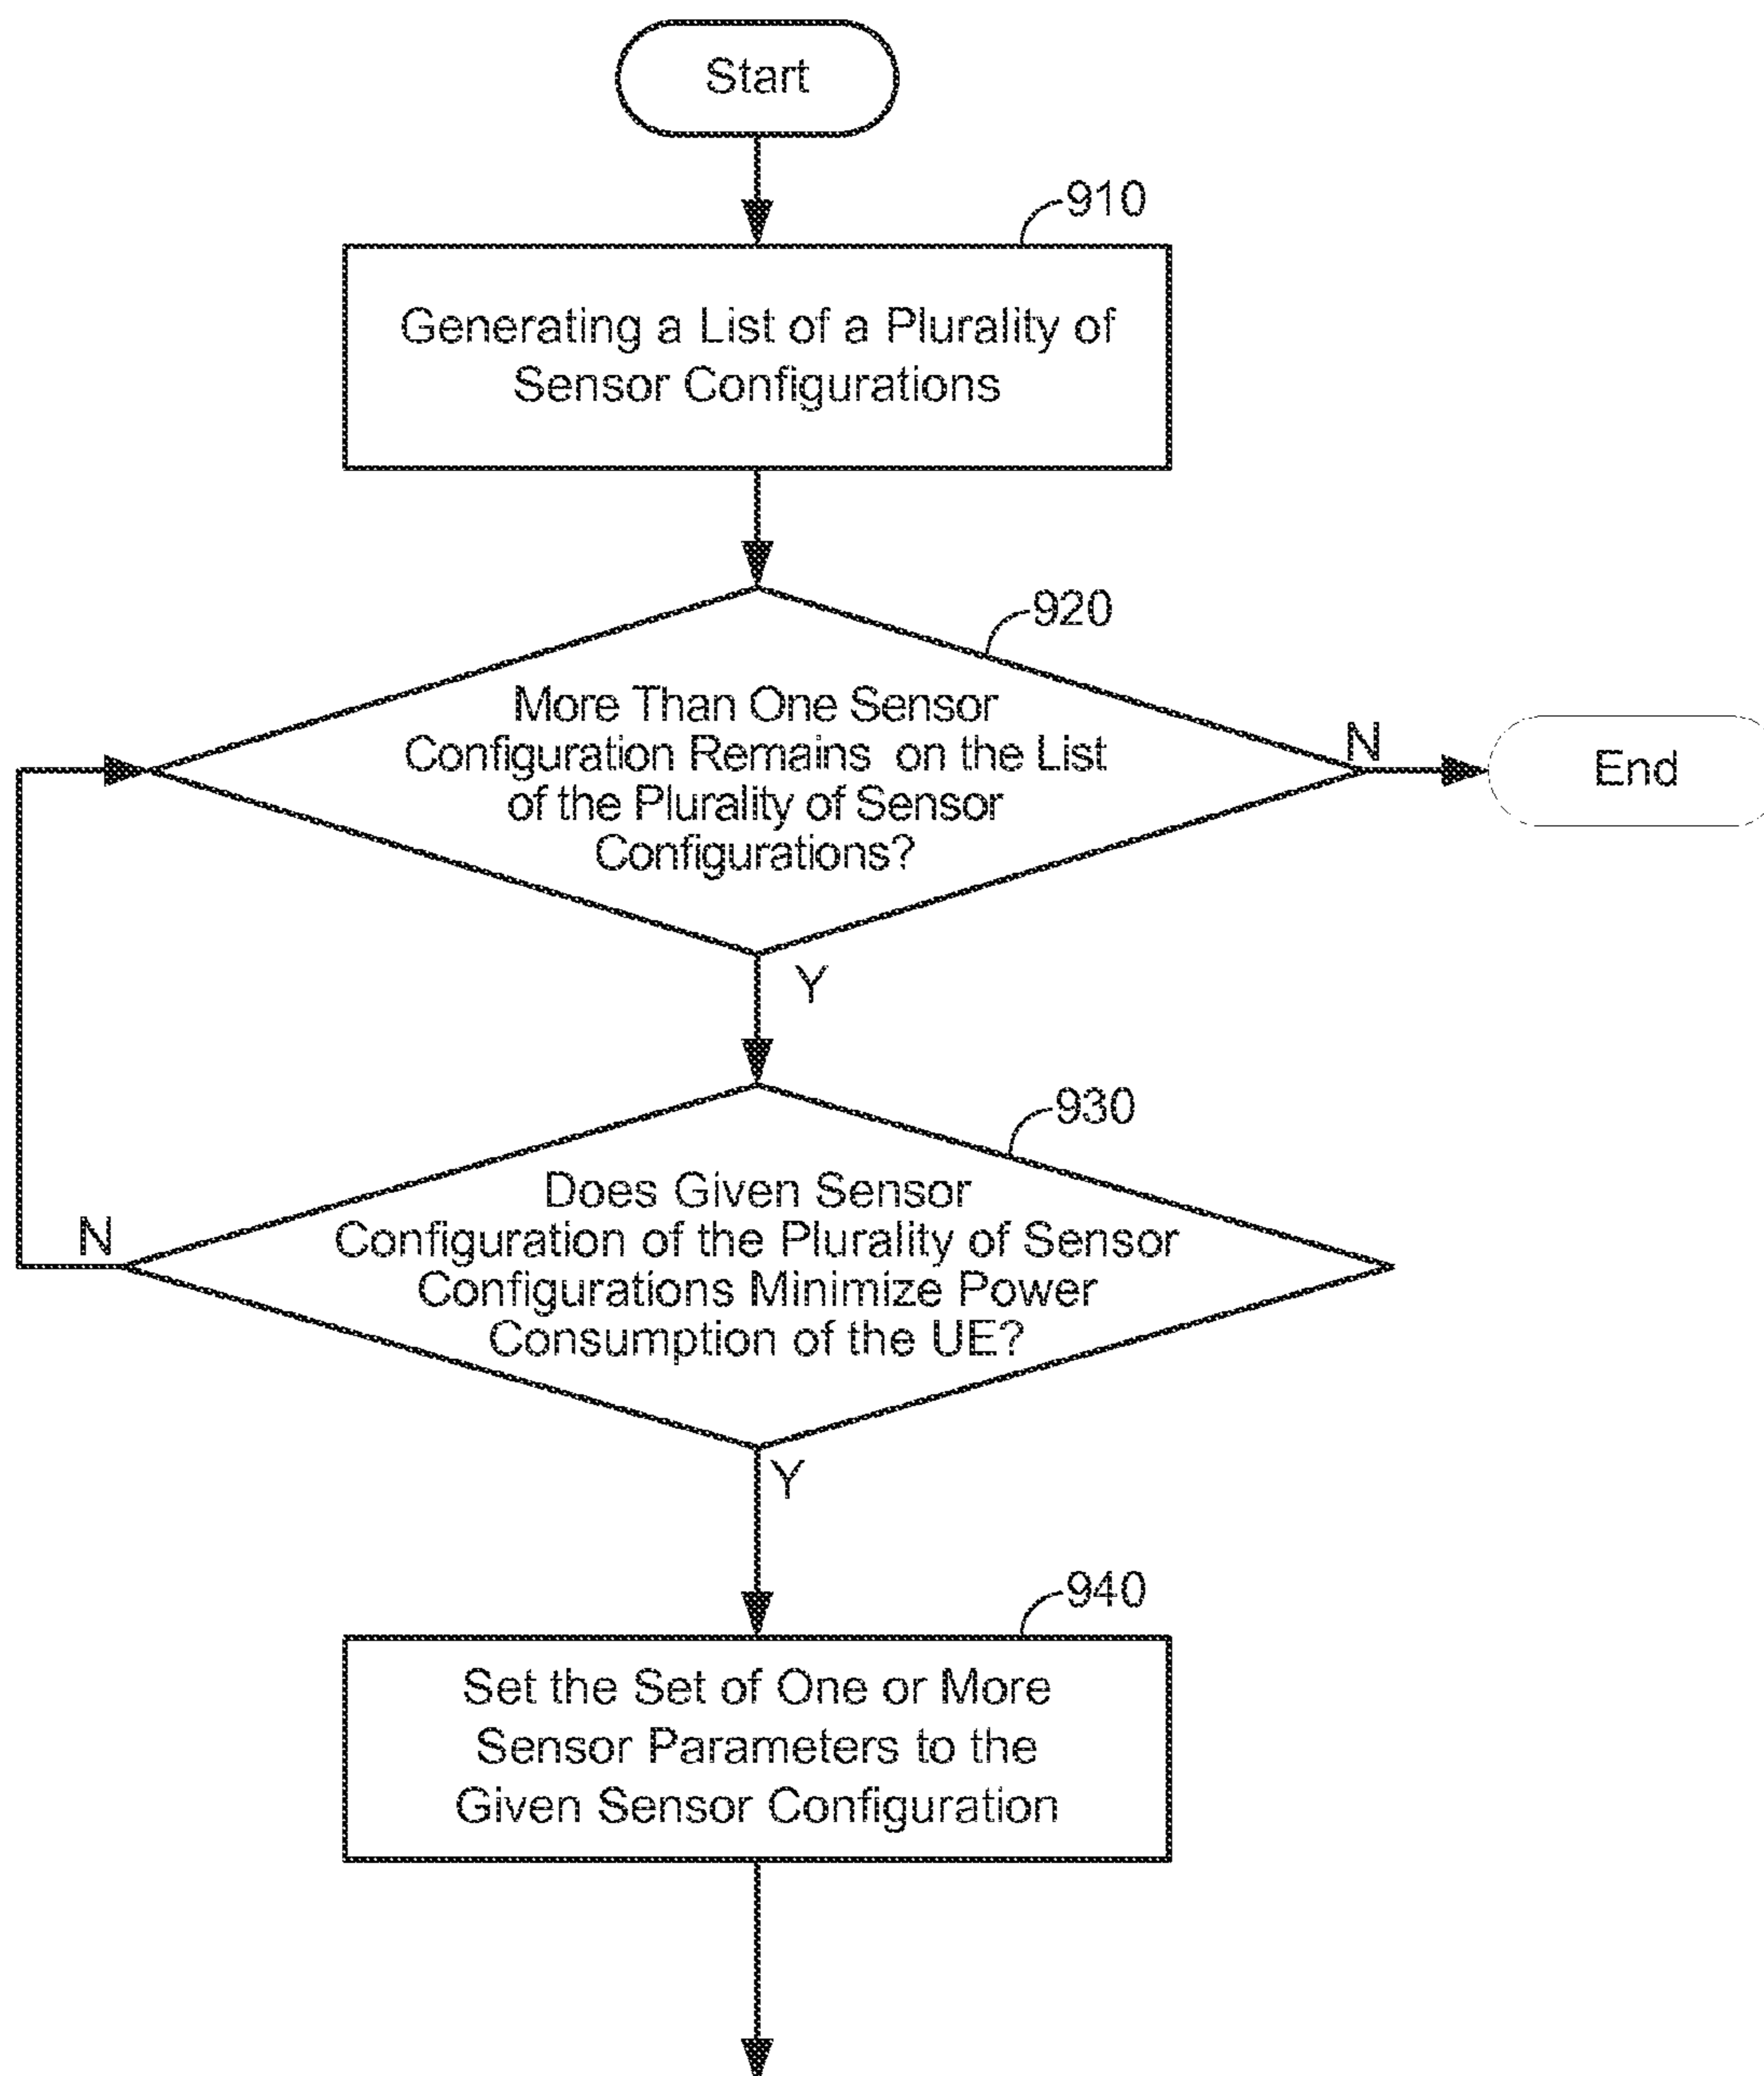 Start
910
Generating a List of a Plurality of
Sensor Configurations
920
More Than One Sensor
Configuration Remains on the List
of the Plurality of Sensor
Configurations?
N
End
Y
930
Does Given Sensor
Configuration of the Plurality of Sensor
Configurations Minimize Power
Consumption of the UE?
N
Y
940
Set the Set of One or More
Sensor Parameters to the
Given Sensor Configuration